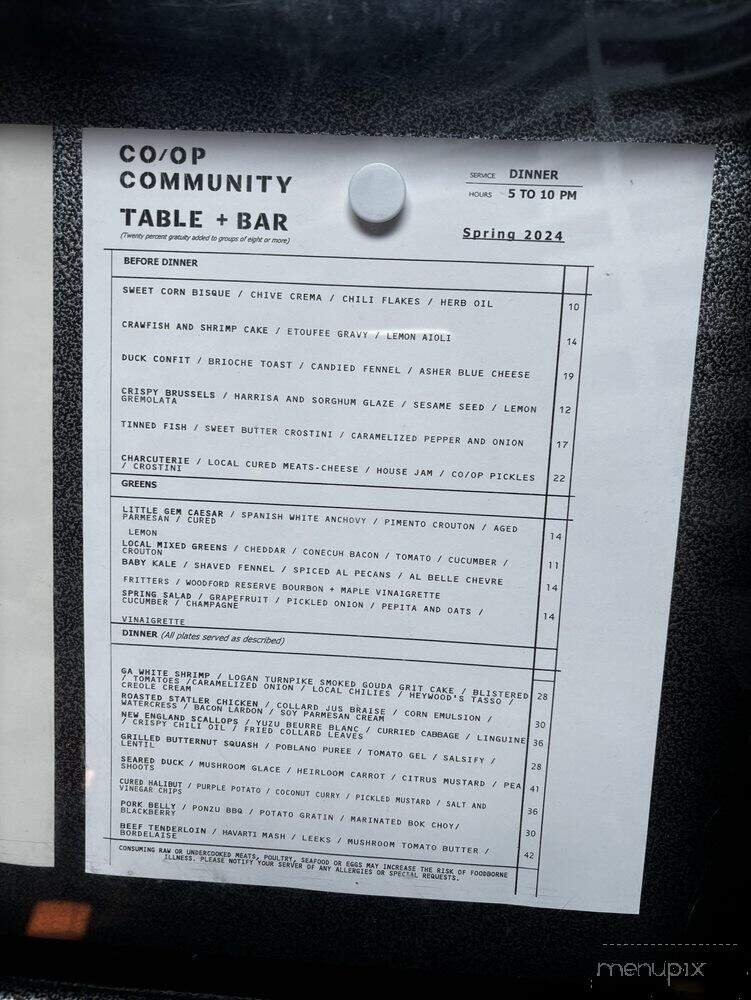 CO/OP
COMMUNITY
TABLE + BAR
(Twenty percent gratuity added to groups of eight or more)
SERVICE DINNER
HOURS 5 TO 10 PM
Spring 2024
BEFORE DINNER
SWEET CORN BISQUE / CHIVE CREMA / CHILI FLAKES / HERB OIL 10
CRAWFISH AND SHRIMP CAKE / ETOUFEE GRAVY / LEMON AIOLI 14
DUCK CONFIT / BRIOCHE TOAST / CANDIED FENNEL / ASHER BLUE CHEESE 19
CRISPY BRUSSELS / HARRISA AND SORGHUM GLAZE / SESAME SEED / LEMON 12
GREMOLATA
TINNED FISH / SWEET BUTTER CROSTINI / CARAMELIZED PEPPER AND ONION 17
CHARCUTERIE / LOCAL CURED MEATS-CHEESE / HOUSE JAM / CO/OP PICKLES 22
/ CROSTINI
GREENS
LITTLE GEM CAESAR / SPANISH WHITE ANCHOVY / PIMENTO CROUTON / AGED 14
PARMESAN / CURED
LEMON
LOCAL MIXED GREENS / CHEDDAR / CONECUH BACON / TOMATO / CUCUMBER / 11
CROUTON
BABY KALE / SHAVED FENNEL / SPICED AL PECANS / AL BELLE CHEVRE 14
FRITTERS / WOODFORD RESERVE BOURBON + MAPLE VINAIGRETTE
SPRING SALAD / GRAPEFRUIT / PICKLED ONION / PEPITA AND OATS / 14
CUCUMBER / CHAMPAGNE
VINAIGRETTE
DINNER (All plates served as described)
GA WHITE SHRIMP / LOGAN TURNPIKE SMOKED GOUDA GRIT CAKE / BLISTERED 28
/ TOMATOES /CARAMELIZED ONION / LOCAL CHILIES / HEYWOOD'S TASSO /
CREOLE CREAM
ROASTED STATLER CHICKEN / COLLARD JUS BRAISE / CORN EMULSION / 30
WATERCRESS / BACON LARDON / SOY PARMESAN CREAM
NEW ENGLAND SCALLOPS / YUZU BEURRE BLANC / CURRIED CABBAGE / LINGUINE 36
/ CRISPY CHILI OIL / FRIED COLLARD LEAVES
GRILLED BUTTERNUT SQUASH / POBLANO PUREE / TOMATO GEL / SALSIFY / 28
LENTIL
SEARED DUCK / MUSHROOM GLACE / HEIRLOOM CARROT / CITRUS MUSTARD / PEA 41
SHOOTS
CURED HALIBUT / PURPLE POTATO / COCONUT CURRY / PICKLED MUSTARD / SALT AND 36
VINEGAR CHIPS
PORK BELLY / PONZU BBQ / POTATO GRATIN / MARINATED BOK CHOY/ 30
BLACKBERRY
BEEF TENDERLOIN / HAVARTI MASH / LEEKS / MUSHROOM TOMATO BUTTER / 42
BORDELAISE
CONSUMING RAW OR UNDERCOOKED MEATS, POULTRY, SEAFOOD OR EGGS MAY INCREASE THE RISK OF FOODBORNE
ILLNESS. PLEASE NOTIFY YOUR SERVER OF ANY ALLERGIES OR SPECIAL REQUESTS.
menupix